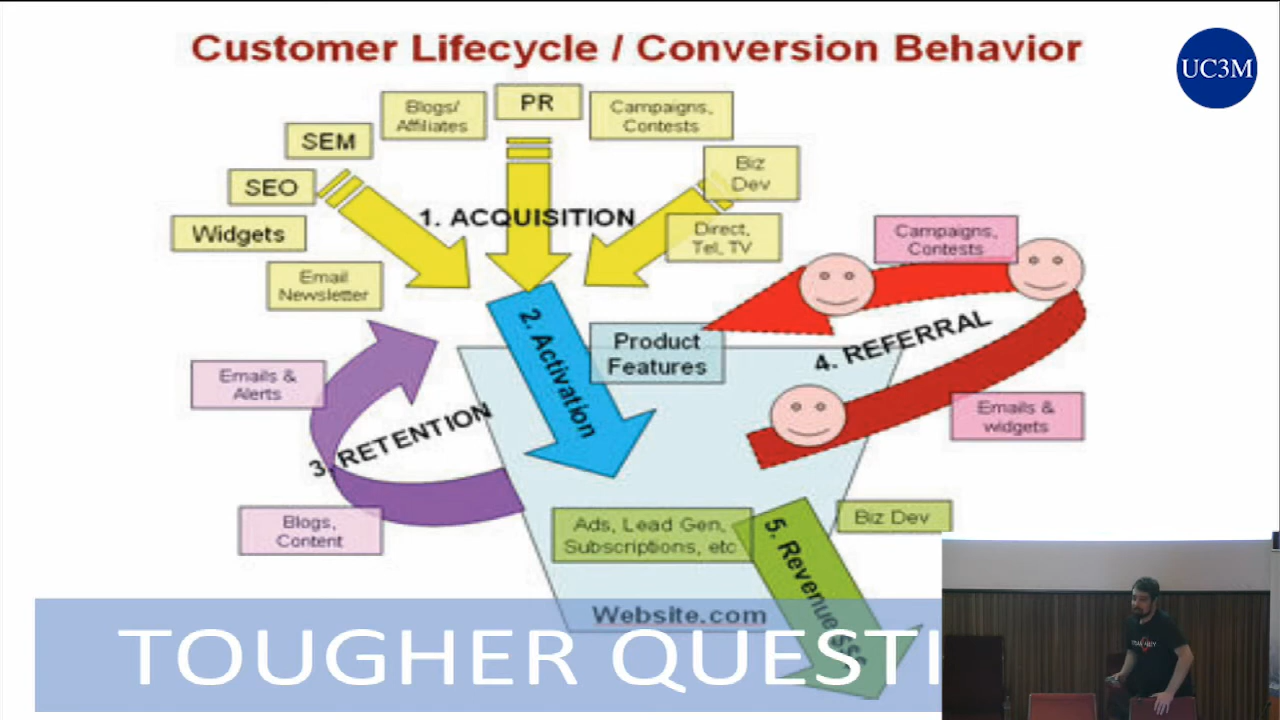 Customer Lifecycle / Conversion Behavior
UC3M
PR
Blogs/
Affiliates
Campaigns,
Contests
SEM
Biz
Dev
SEO
1. ACQUISITION
Widgets
Direct,
Tel, TV
Campaigns,
Contests
Email
Newsletter
2. Activation
Product
Features
4. REFERRAL
Emails &
Alerts
3. RETENTION
Emails &
widgets
Blogs,
Content
Ads, Lead Gen,
Subscriptions, etc
5. Revenue $$$
Biz Dev
Website.com
TOUGHER QUESTI